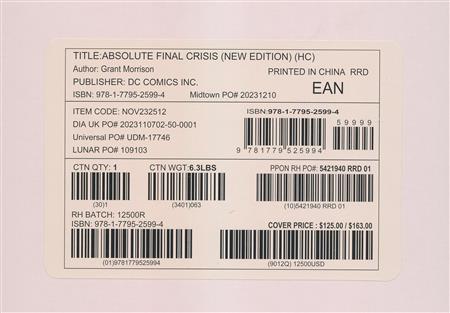 TITLE:ABSOLUTE FINAL CRISIS (NEW EDITION) (HC)
Author: Grant Morrison
PRINTED IN CHINA RRD
PUBLISHER: DC COMICS INC.
EAN
ISBN: 978-1-7795-2599-4 Midtown PO# 20231210
ITEM CODE: NOV232512
DIA UK PO# 2023110702-50-0001
Universal PO# UDM-17746
LUNAR PO# 109103
ISBN:978-1-7795-2599-4
59999
9 781779 525994
CTN QTY: 1
(30)1
CTN WGT:6.3LBS
(3401)063
PPON RH PO#: 5421940 RRD 01
(10)5421940 RRD 01
RH BATCH: 12500R
ISBN: 978-1-7795-2599-4
(01)9781779525994
COVER PRICE : $125.00 / $163.00
(9012Q) 12500USD